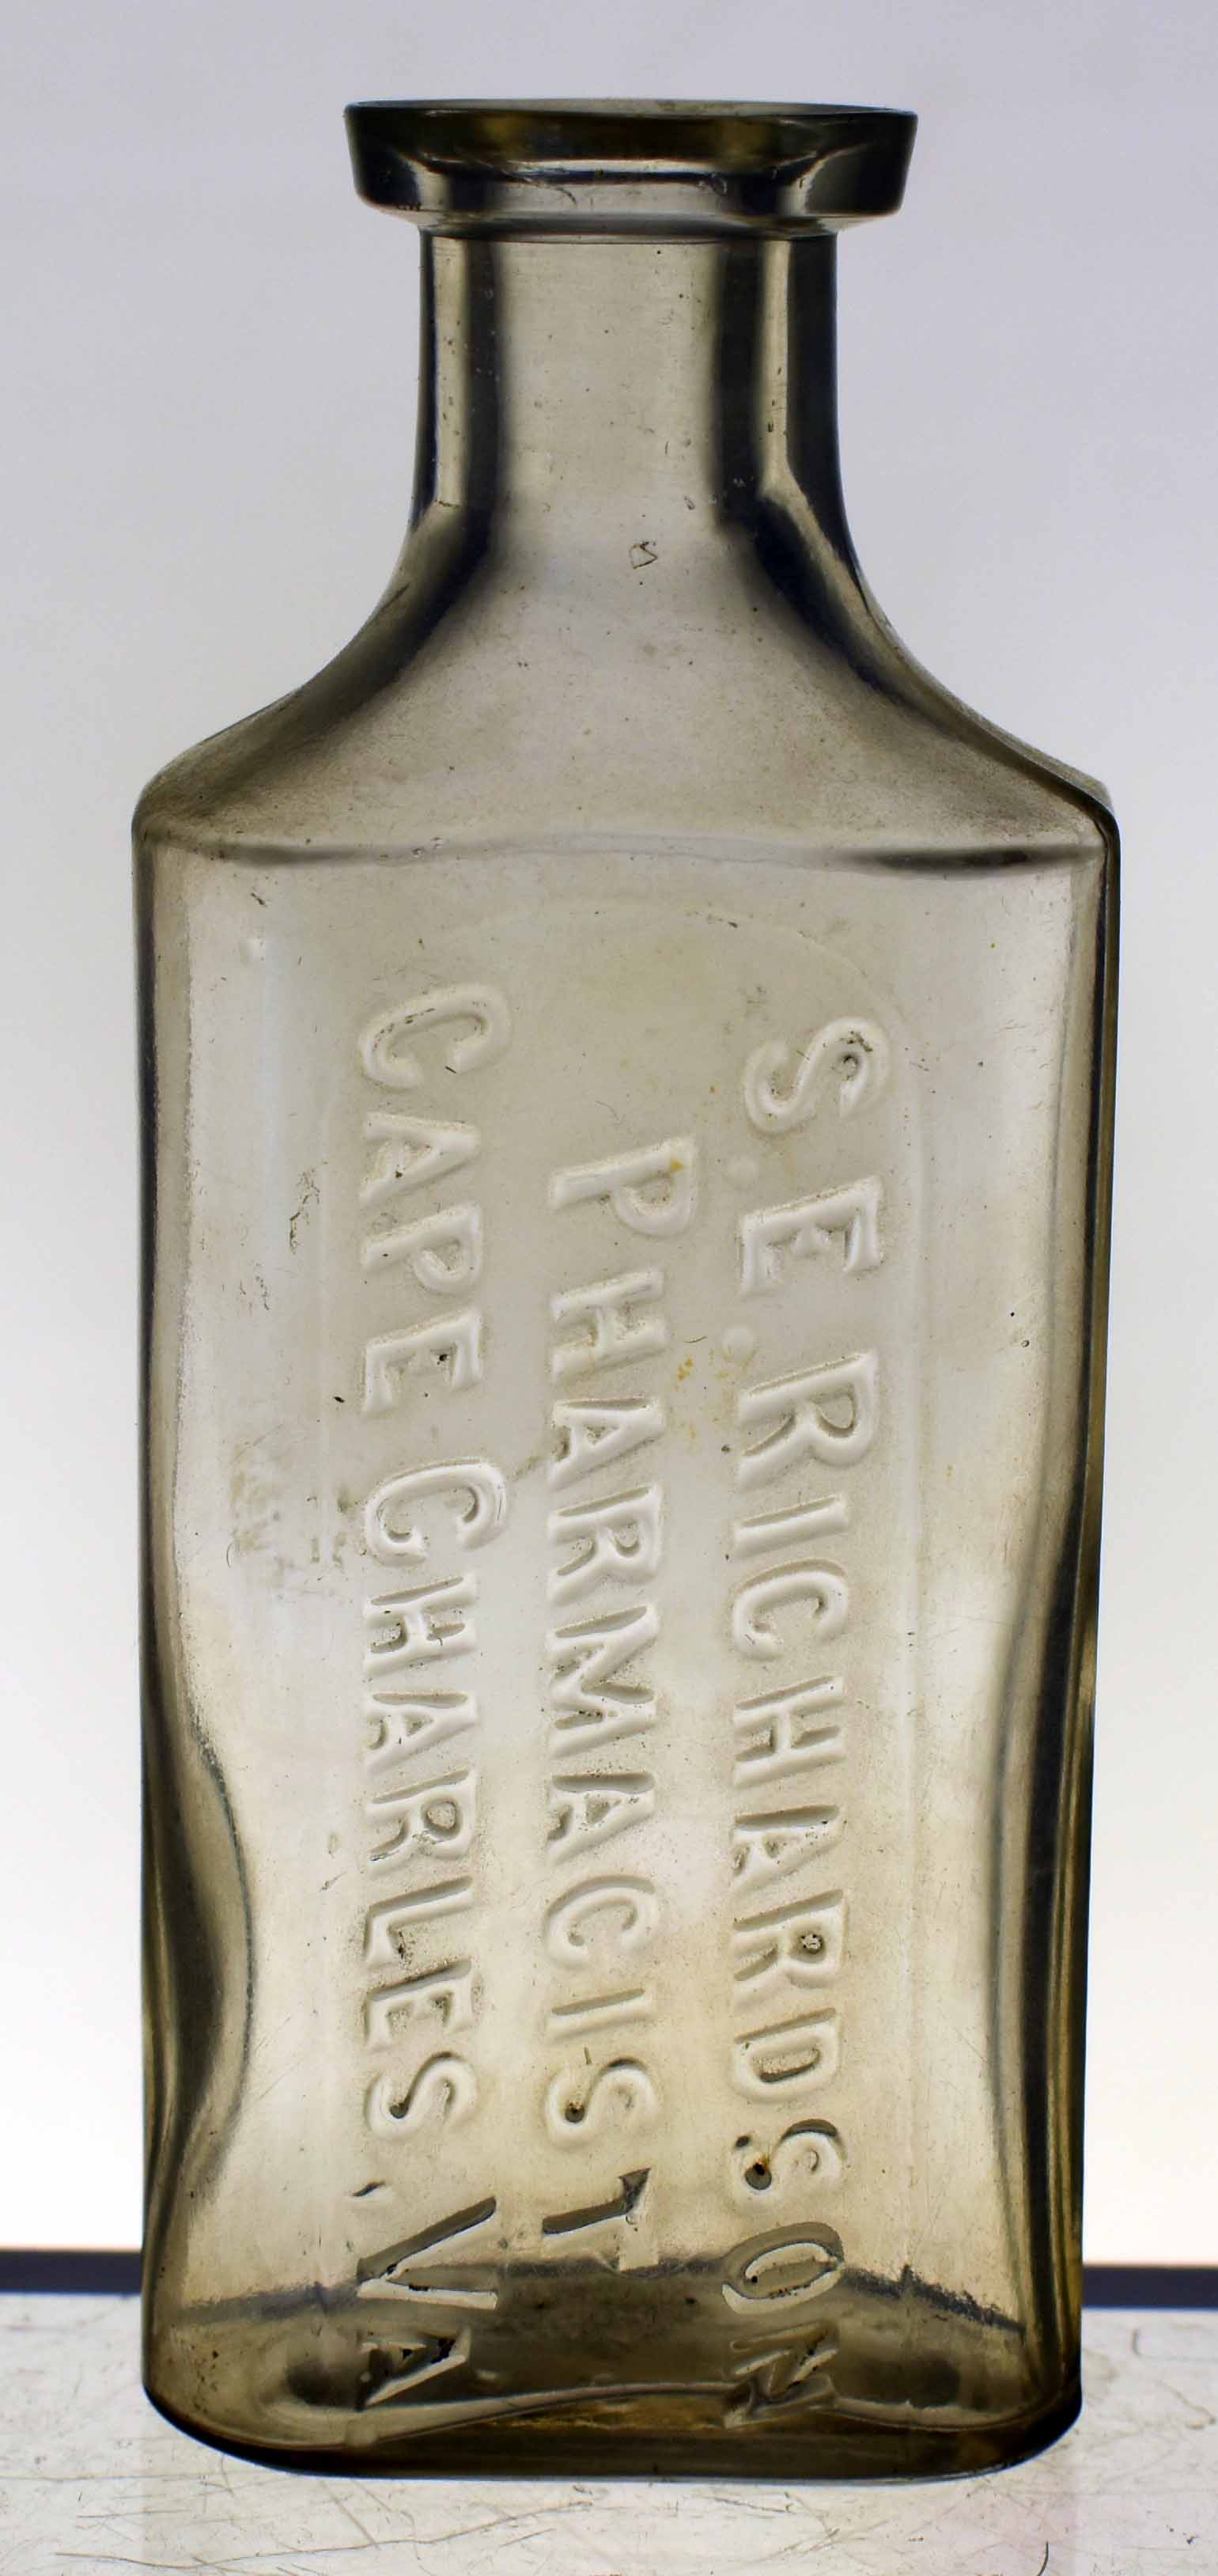 S.E. RICHARDSON
PHARMACIST
CAPE CHARLES, VA.